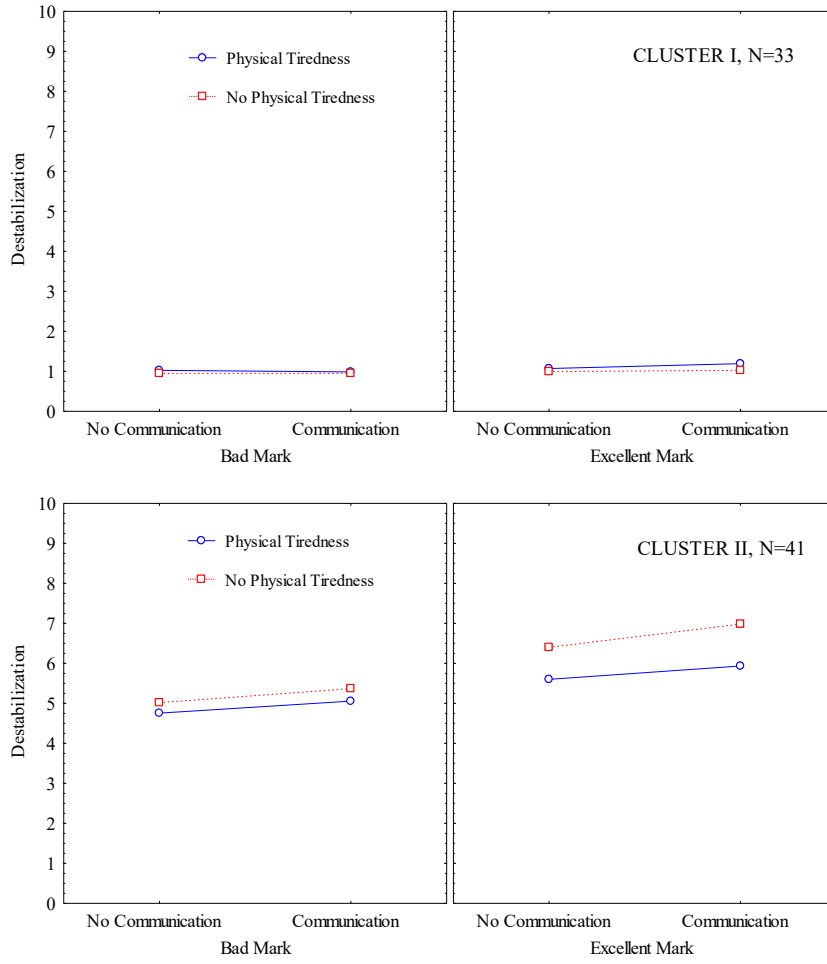 10
9
8
7
6
5
4
3
2
1
0
Destabilization
Physical Tiredness
No Physical Tiredness
CLUSTER I, N=33
No Communication
Communication
Bad Mark
No Communication
Communication
Excellent Mark
10
9
8
7
6
5
4
3
2
1
0
Destabilization
Physical Tiredness
No Physical Tiredness
CLUSTER II, N=41
No Communication
Communication
Bad Mark
No Communication
Communication
Excellent Mark